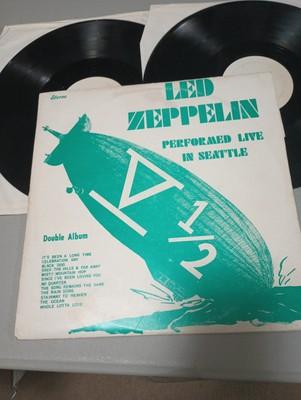 Stereo
LED
ZEPPELIN
PERFORMED LIVE
IN SEATTLE
V 1/2
Double Album
IT'S BEEN A LONG TIME
CELEBRATION DAY
BLACK DOG
OVER THE HILLS & FAR AWAY
MISTY MOUNTAIN HOP
SINCE I'VE BEEN LOVING YOU
NO QUARTER
THE SONG REMAINS THE SAME
THE RAIN SONG
STAIRWAY TO HEAVEN
THE OCEAN
WHOLE LOTTA LOVE